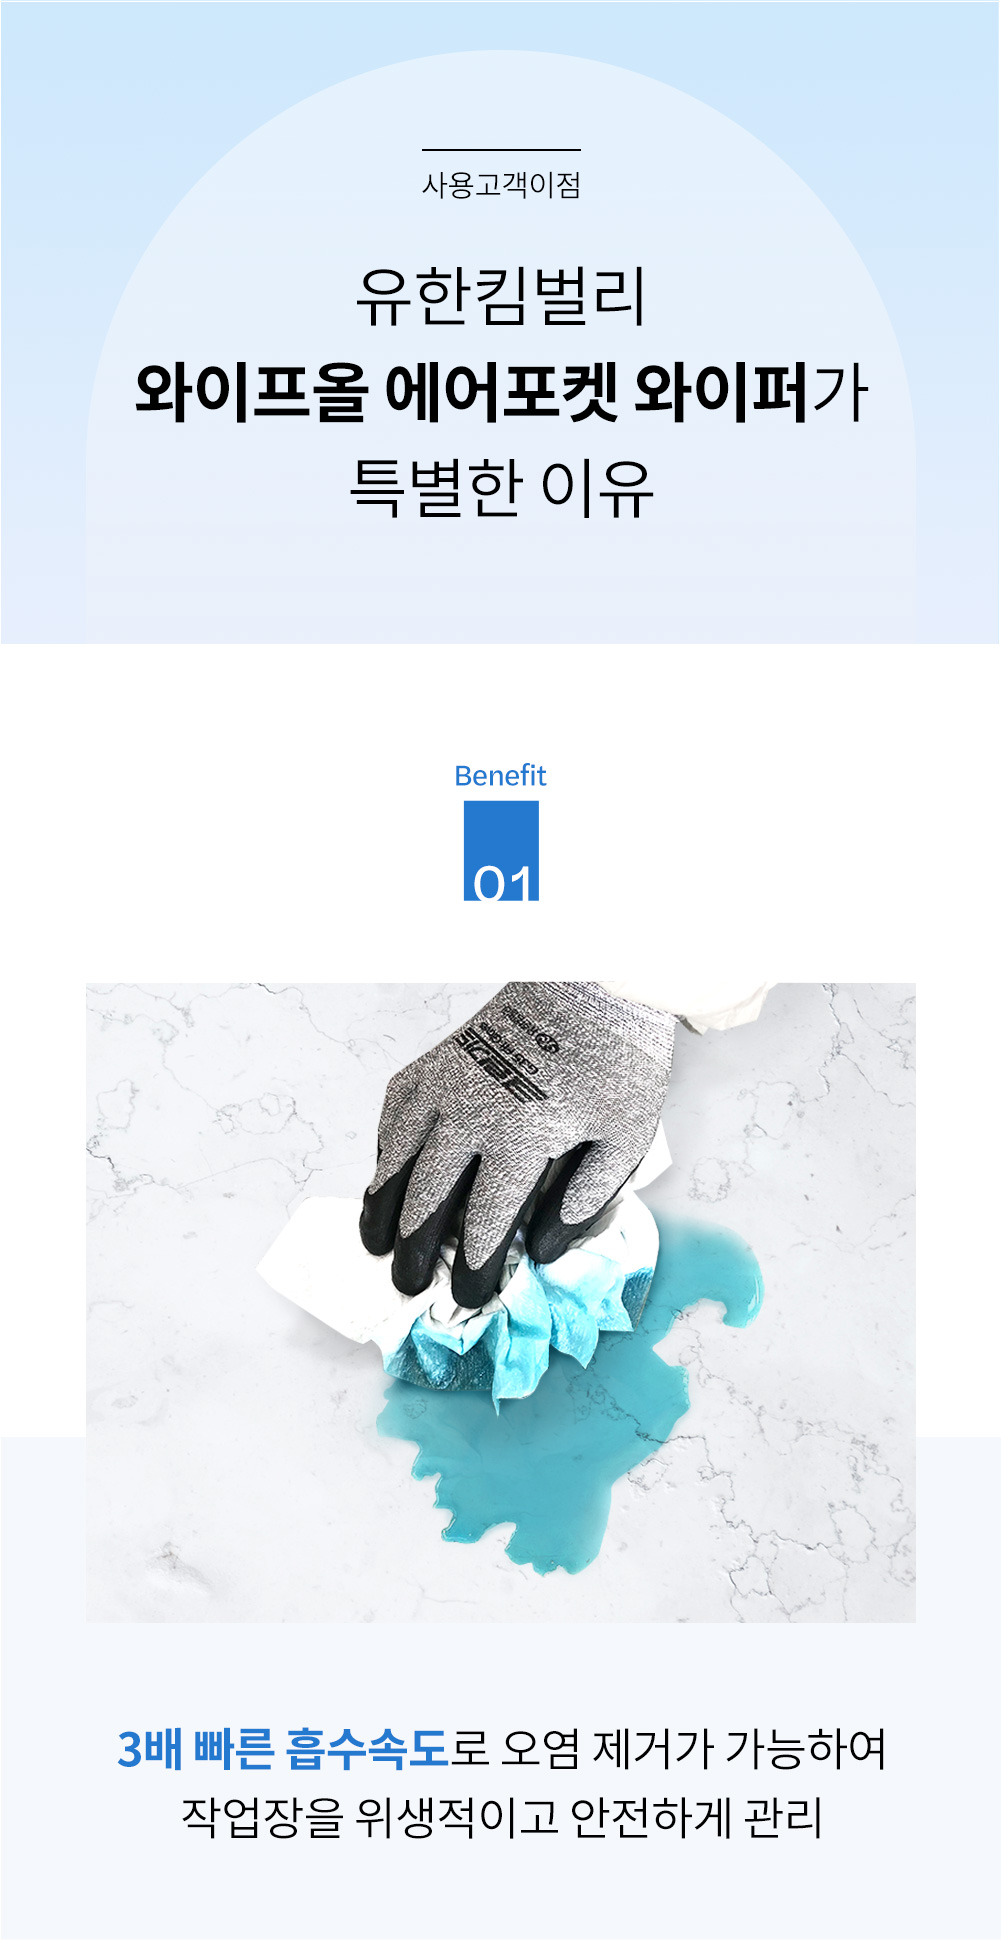 사용고객이점
유한킴벌리
와이프올 에어포켓 와이퍼가
특별한 이유
Benefit
01
3배 빠른 흡수속도로 오염 제거가 가능하여
작업장을 위생적이고 안전하게 관리